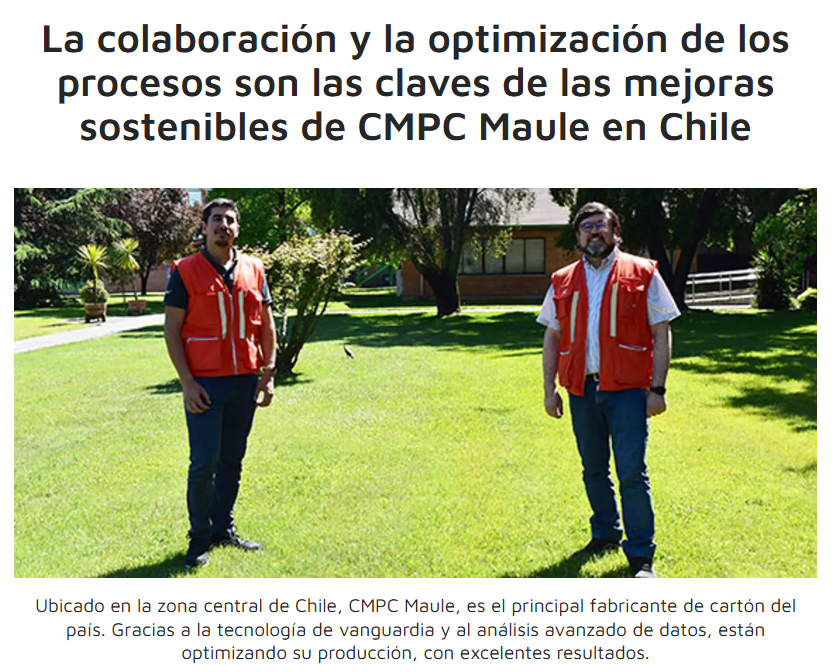 La colaboración y la optimización de los
procesos son las claves de las mejoras
sostenibles de CMPC Maule en Chile
Ubicado en la zona central de Chile, CMPC Maule, es el principal fabricante de cartón del
país. Gracias a la tecnología de vanguardia y al análisis avanzado de datos, están
optimizando su producción, con excelentes resultados.